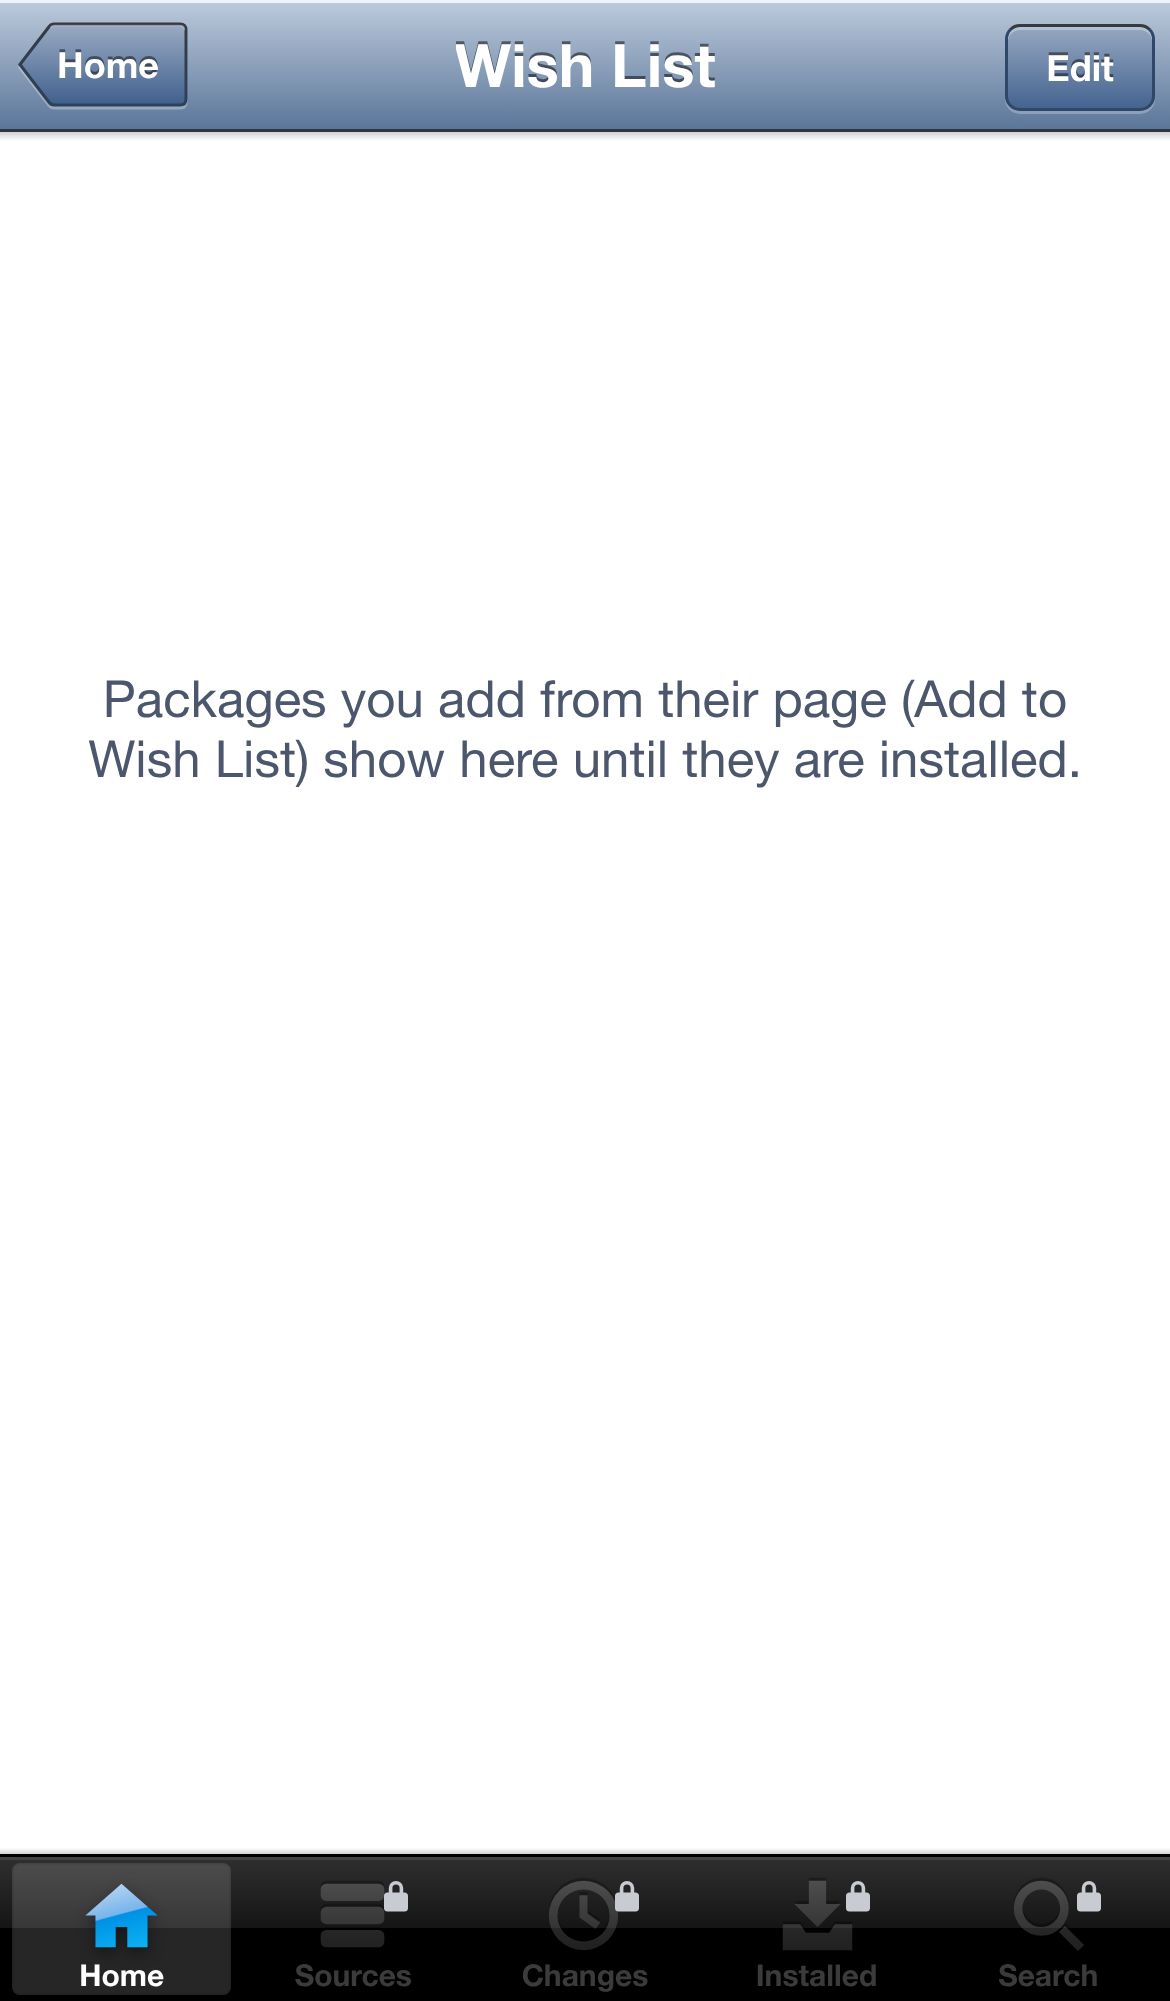 Home
Wish List
Edit
Packages you add from their page (Add to
Wish List) show here until they are installed.
Home
Sources
Changes
Installed
Search